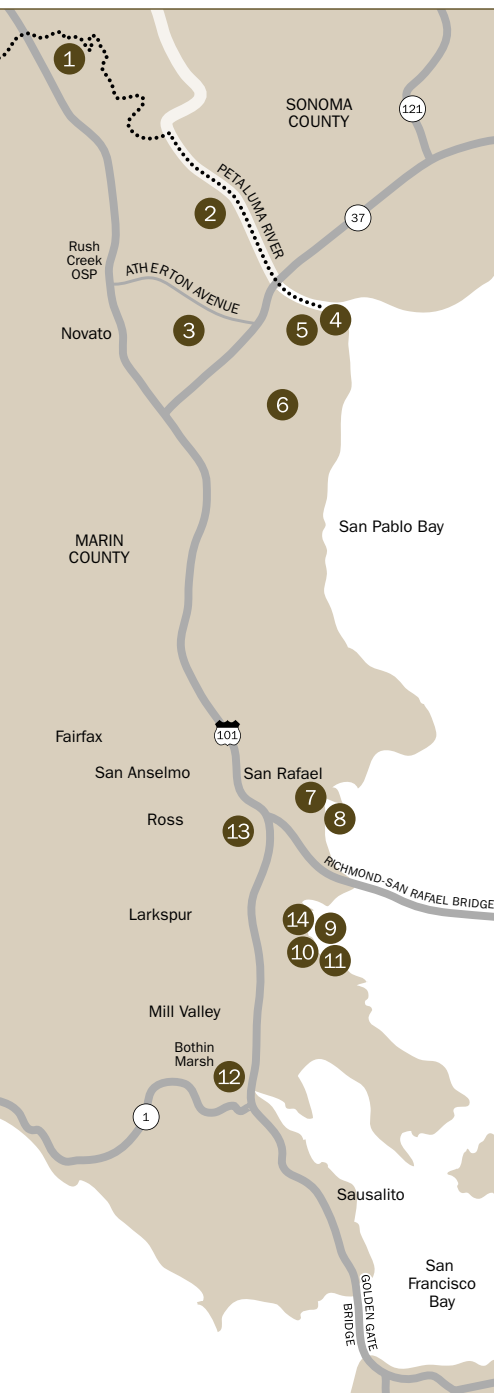 1
SONOMA
COUNTY
121
PETALUMA RIVER
2
37
Rush
Creek
OSP
ATHERTON AVENUE
Novato
3
5
4
6
San Pablo Bay
MARIN
COUNTY
101
Fairfax
San Anselmo
San Rafael
7
8
Ross
13
RICHMOND-SAN RAFAEL BRIDGE
Larkspur
14
9
10
11
Mill Valley
Bothin
Marsh
12
1
Sausalito
San
Francisco
Bay
GOLDEN GATE
BRIDGE